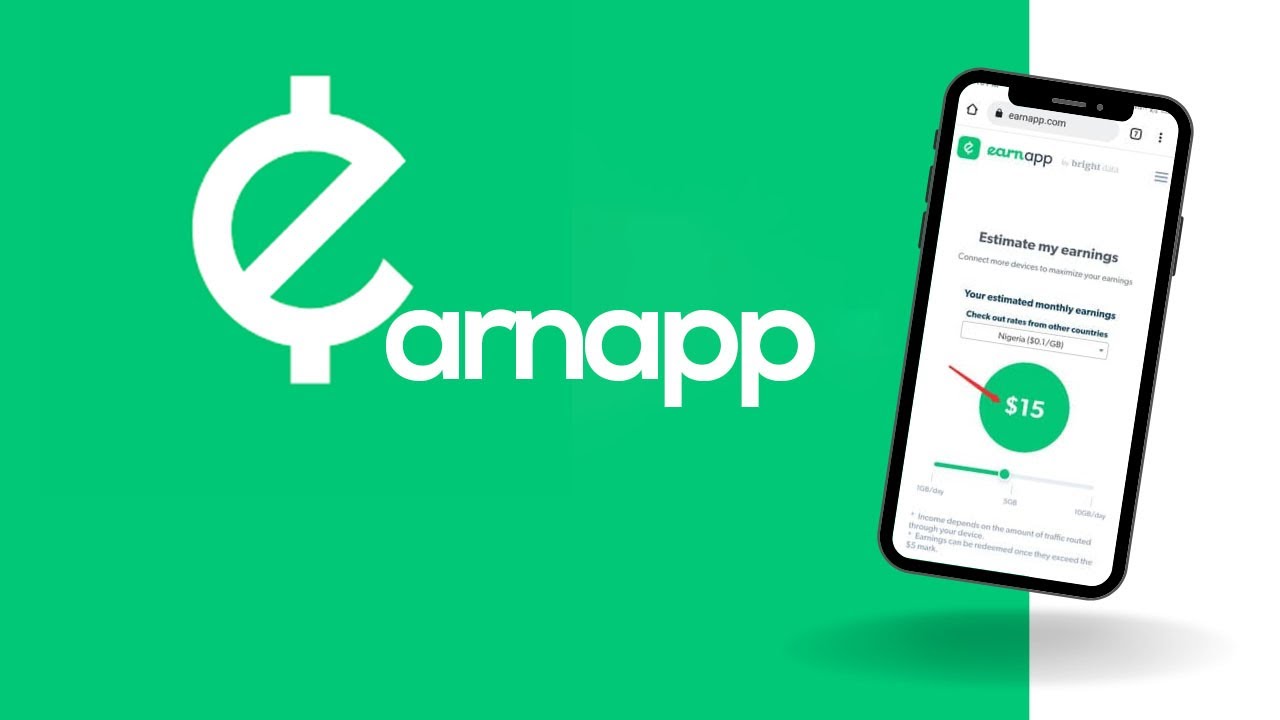 earnapp
earnapp.com
7
earnapp by bright data
Estimate my earnings
Connect more devices to maximize your earnings
Your estimated monthly earnings
Check out rates from other countries
Nigeria ($0.1/GB)
$15
1GB/day
5GB
10GB/day
* Income depends on the amount of traffic routed
through your device.
* Earnings can be redeemed once they exceed the
$5 mark.